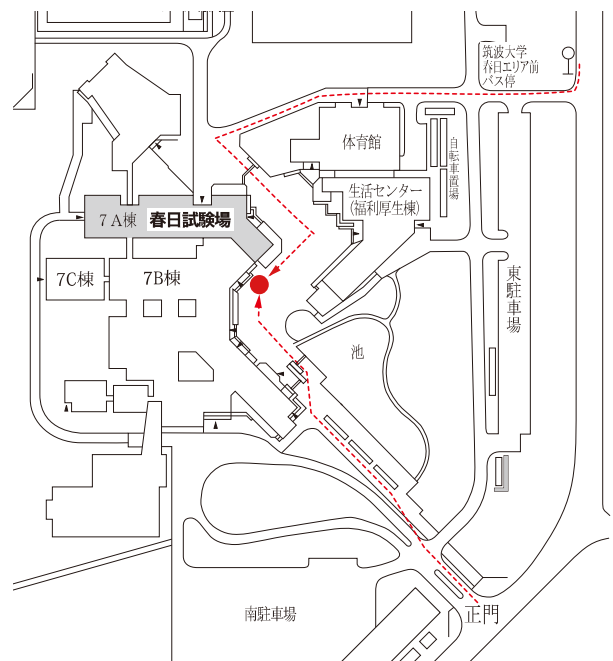 筑波大学
春日エリア前
バス停
体育館
自転車置場
生活センター
(福利厚生棟)
7A棟
春日試験場
7C棟
7B棟
東駐車場
池
南駐車場
正門